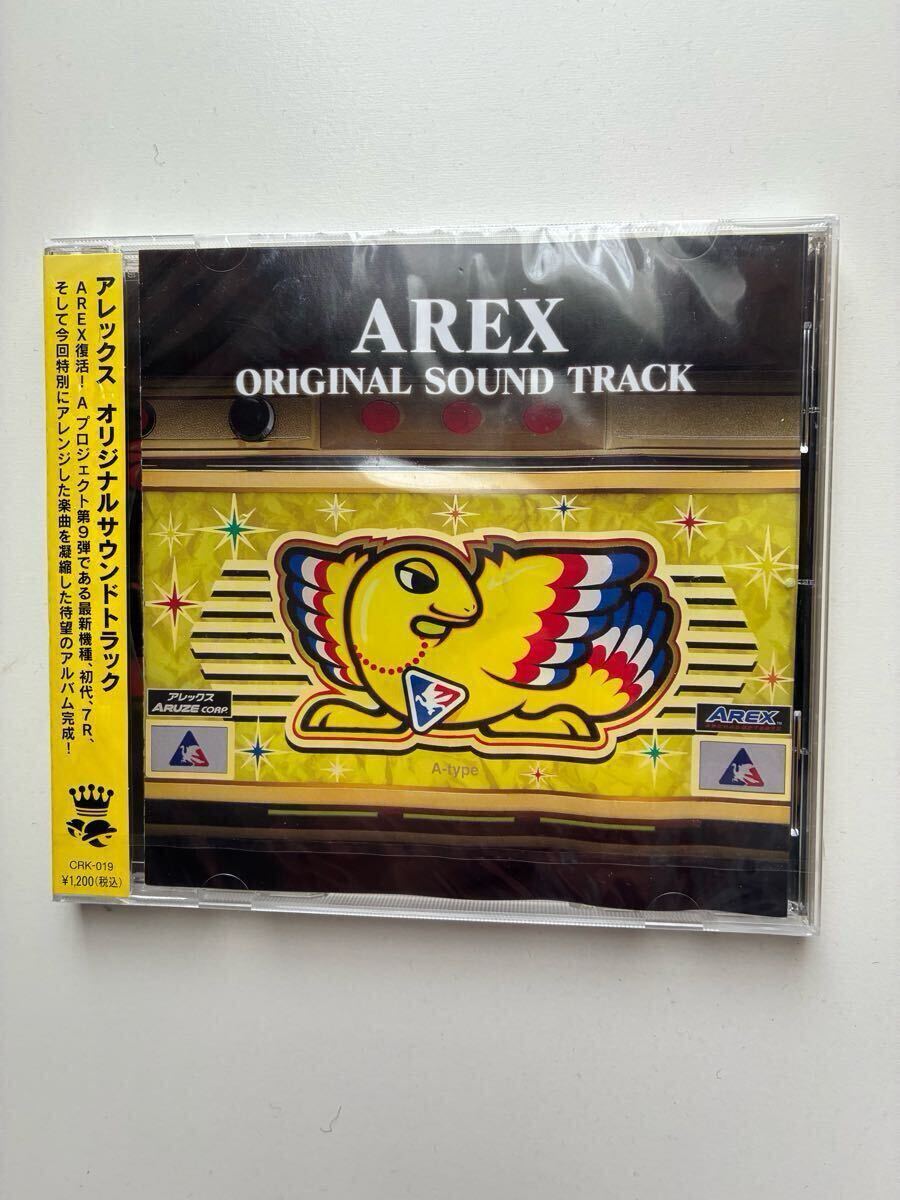 アレックス オリジナルサウンドトラック
AREX復活！Aプロジェクト第9弾である最新機種、初代、7R、
そして今回特別にアレンジした楽曲を凝縮した待望のアルバム完成！
CRK-019
¥1,200(税込)
AREX
ORIGINAL SOUND TRACK
アレックス
ARUZE CORP.
AREX™
A-type